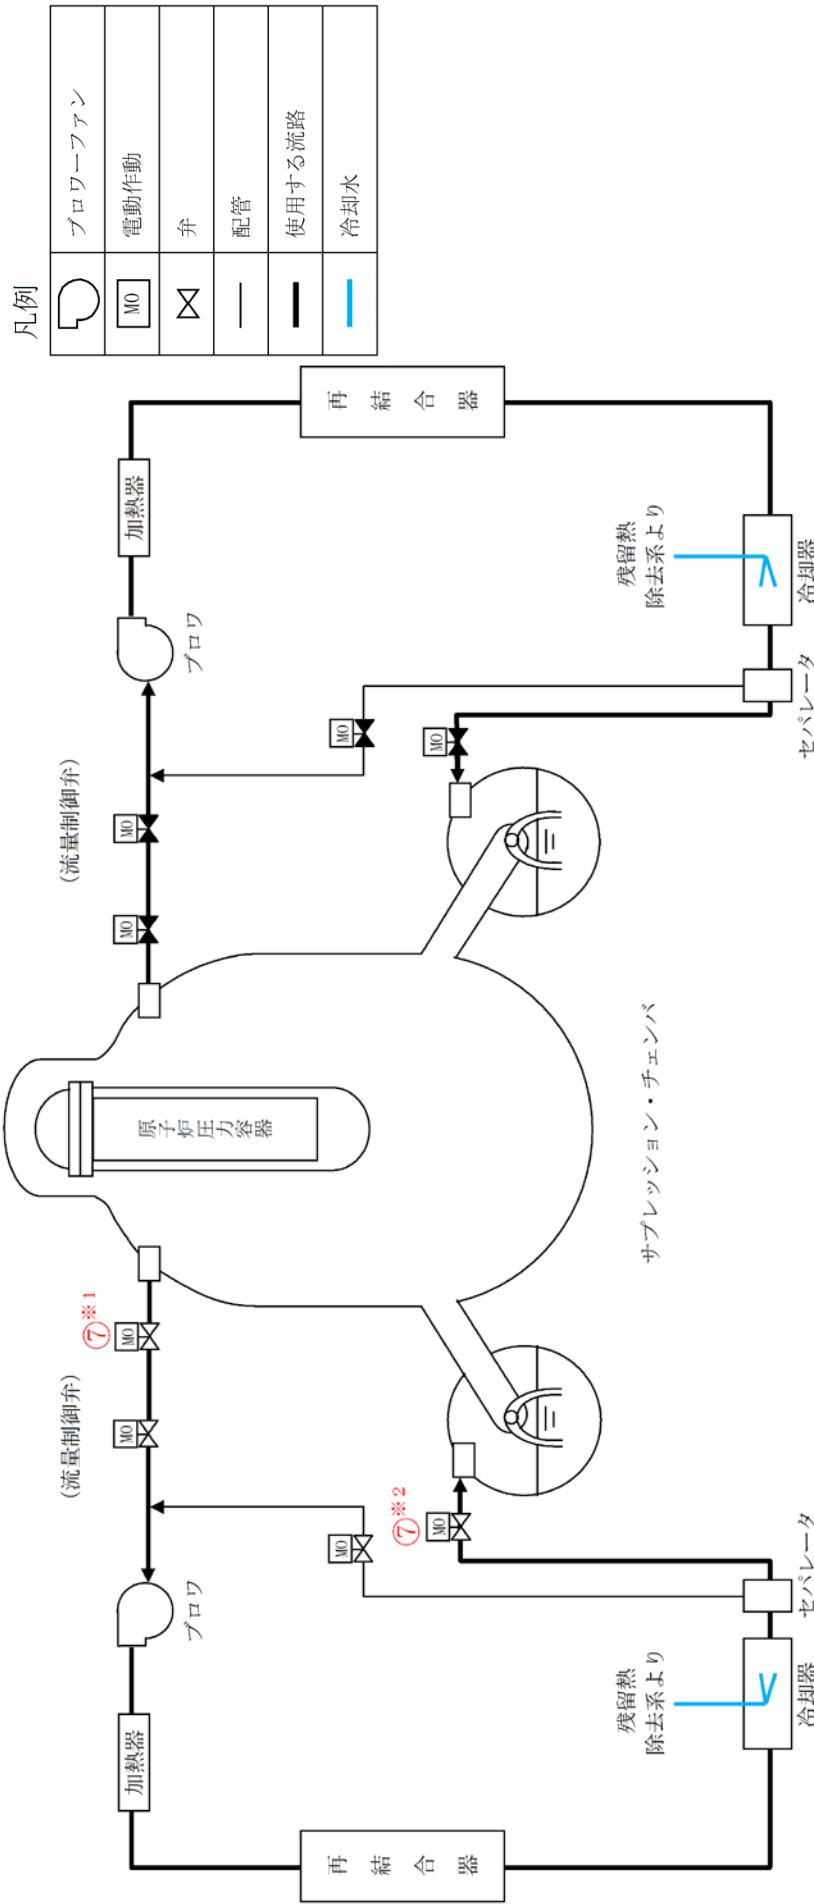 凡例
ブロワーファン
MO 電動作動
弁
配管
使用する流路
冷却水
再結合器
加熱器
ブロワ
(流量制御弁)
MO
MO
MO
MO
残留熱
除去系より
冷却器
セパレータ
原子炉圧力容器
サプレッション・チェンバ
⑦※1
MO
(流量制御弁)
MO
MO
⑦※2
MO
ブロワ
加熱器
再結合器
残留熱
除去系より
冷却器
セパレータ